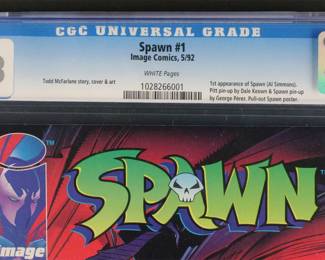 CGC UNIVERSAL GRADE
Spawn #1
Image Comics, 5/92
WHITE Pages
Todd McFarlane story, cover & art
1028266001
1st appearance of Spawn (Al Simmons).
Pitt pin-up by Dale Keown & Spawn pin-up
by George Pérez. Pull-out Spawn poster.
TM
SPAWN
image